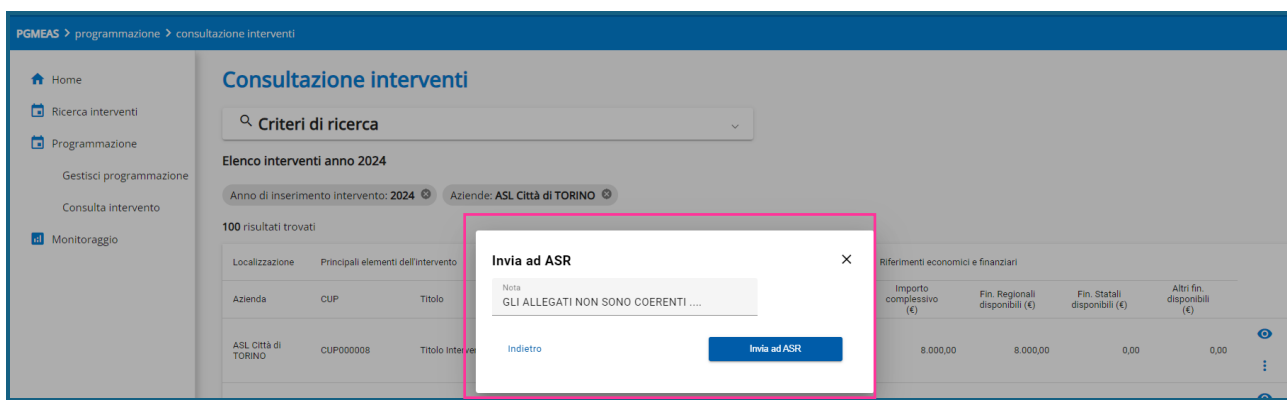 PGMEAS > programmazione > consultazione interventi
Home
Ricerca interventi
Programmazione
Gestisci programmazione
Consulta intervento
Monitoraggio
Consultazione interventi
Criteri di ricerca
Elenco interventi anno 2024
Anno di inserimento intervento: 2024 Aziende: ASL Città di TORINO
100 risultati trovati
Localizzazione Principali elementi dell'intervento Riferimenti economici e finanziari
Azienda CUP Titolo Importo complessivo (€) Fin. Regionali disponibili (€) Fin. Statali disponibili (€) Altri fin. disponibili (€)
ASL Città di TORINO CUP000008 Titolo Interve 8.000,00 8.000,00 0,00 0,00
Invia ad ASR
Nota
GLI ALLEGATI NON SONO COERENTI ....
Indietro Invia ad ASR